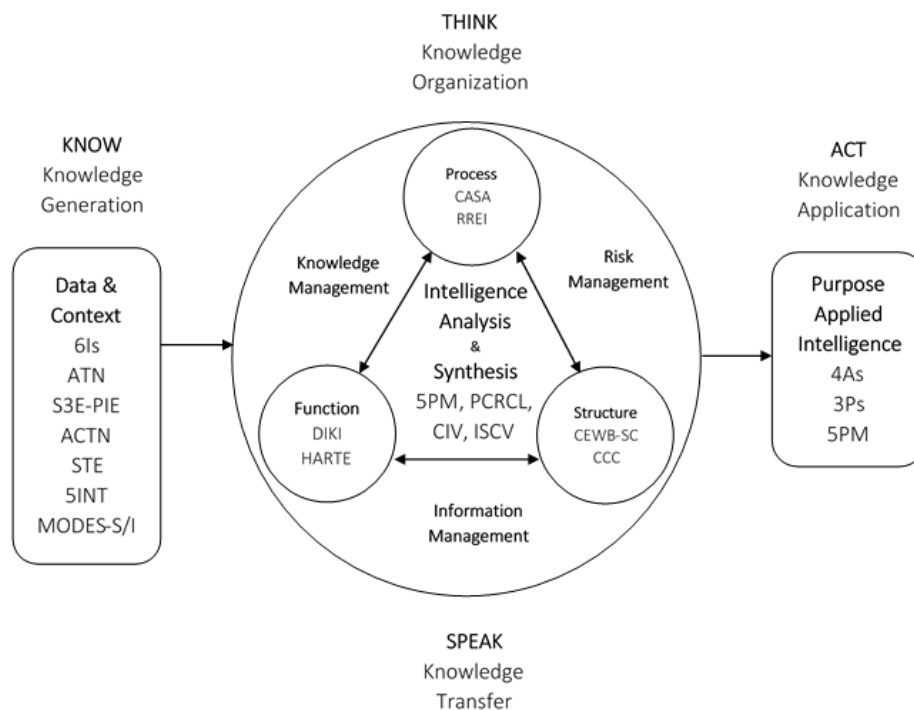 THINK
Knowledge
Organization
KNOW
Knowledge
Generation
ACT
Knowledge
Application
Data &
Context
6Is
ATN
S3E-PIE
ACTN
STE
5INT
MODES-S/I
Process
CASA
RREI
Knowledge
Management
Risk
Management
Intelligence
Analysis
&
Synthesis
5PM, PCRCL,
CIV, ISCV
Function
DIKI
HARTE
Structure
CEWB-SC
CCC
Information
Management
Purpose
Applied
Intelligence
4As
3Ps
5PM
SPEAK
Knowledge
Transfer